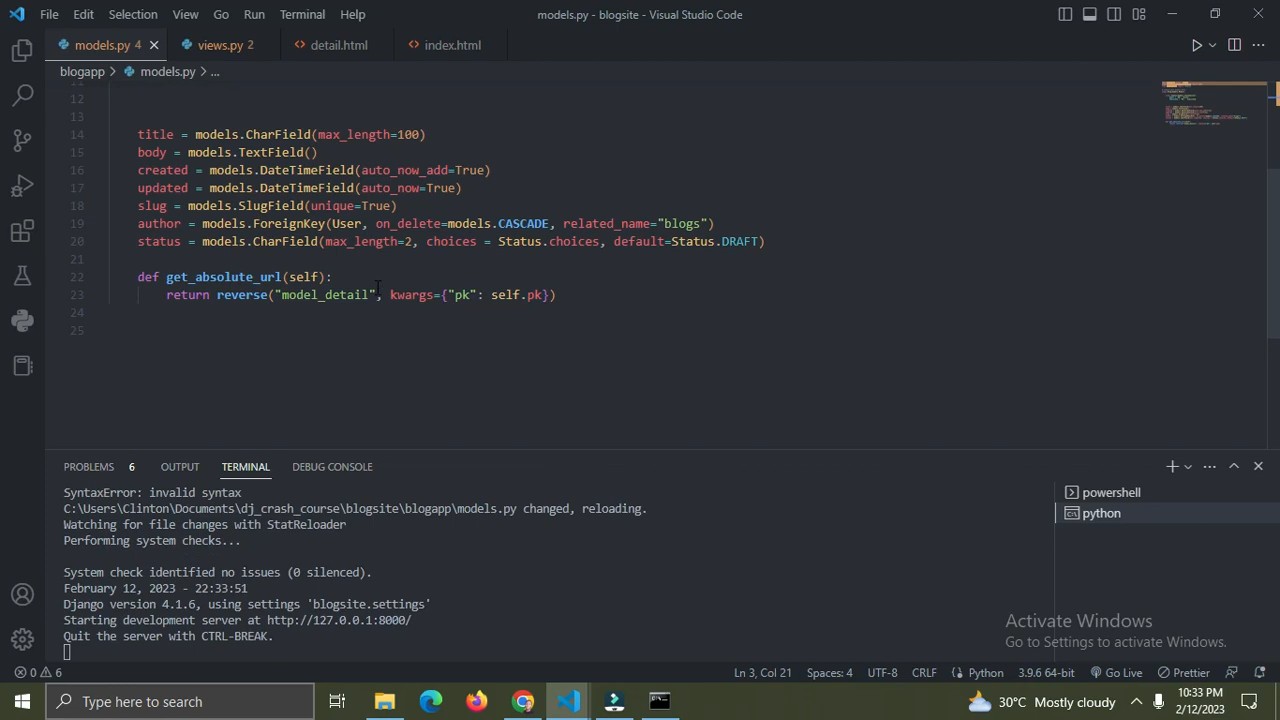 File Edit Selection View Go Run Terminal Help models.py - blogsite - Visual Studio Code
models.py 4 views.py 2 detail.html index.html
blogapp > models.py > ...
11
12
13
14 title = models.CharField(max_length=100)
15 body = models.TextField()
16 created = models.DateTimeField(auto_now_add=True)
17 updated = models.DateTimeField(auto_now=True)
18 slug = models.SlugField(unique=True)
19 author = models.ForeignKey(User, on_delete=models.CASCADE, related_name="blogs")
20 status = models.CharField(max_length=2, choices = Status.choices, default=Status.DRAFT)
21
22 def get_absolute_url(self):
23 return reverse("model_detail", kwargs={"pk": self.pk})
24
25
PROBLEMS 6 OUTPUT TERMINAL DEBUG CONSOLE
SyntaxError: invalid syntax
C:\Users\Clinton\Documents\dj_crash_course\blogsite\blogapp\models.py changed, reloading.
Watching for file changes with StatReloader
Performing system checks...
System check identified no issues (0 silenced).
February 12, 2023 - 22:33:51
Django version 4.1.6, using settings 'blogsite.settings'
Starting development server at http://127.0.0.1:8000/
Quit the server with CTRL-BREAK.
powershell
python
Activate Windows
Go to Settings to activate Windows.
0 6 Ln 3, Col 21 Spaces: 4 UTF-8 CRLF Python 3.9.6 64-bit Go Live Prettier
Type here to search 30°C Mostly cloudy 10:33 PM
2/12/2023